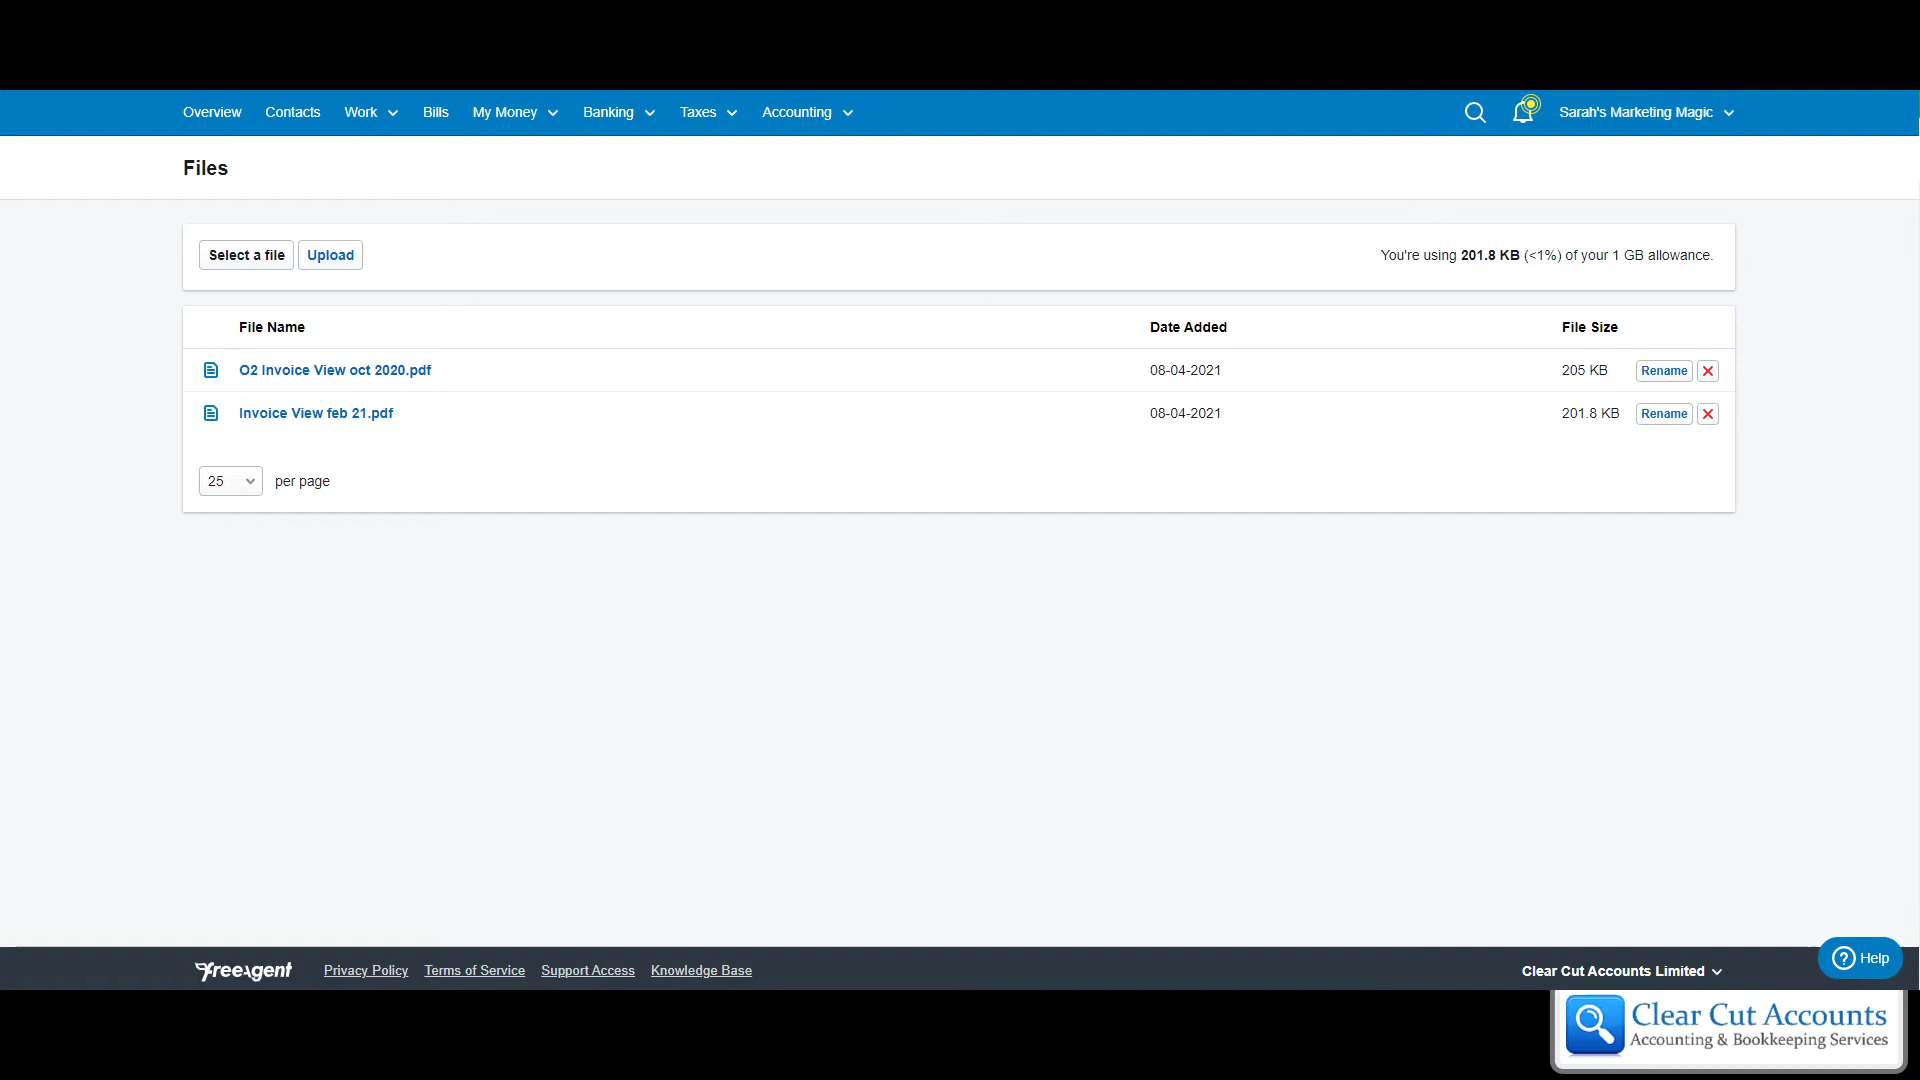 Overview Contacts Work Bills My Money Banking Taxes Accounting Sarah's Marketing Magic
Files
Select a file Upload You're using 201.8 KB (<1%) of your 1 GB allowance.
File Name Date Added File Size
O2 Invoice View oct 2020.pdf 08-04-2021 205 KB Rename
Invoice View feb 21.pdf 08-04-2021 201.8 KB Rename
25 per page
freeagent Privacy Policy Terms of Service Support Access Knowledge Base Clear Cut Accounts Limited ? Help
Clear Cut Accounts
Accounting & Bookkeeping Services